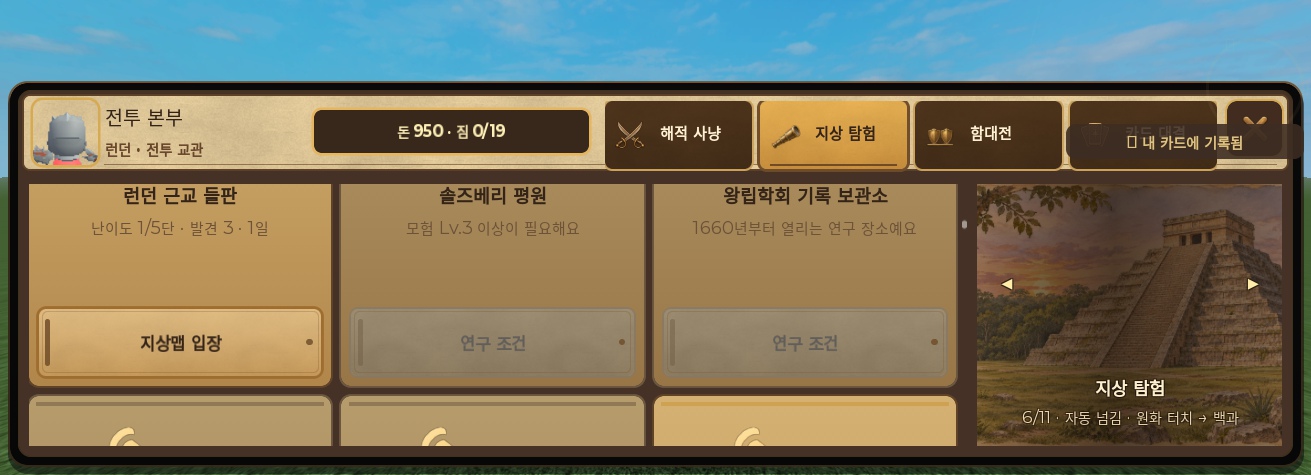 전투 본부
런던 · 전투 교관
돈 950 · 짐 0/19
해적 사냥
지상 탐험
함대전
카드 대결
내 카드에 기록됨
런던 근교 들판
난이도 1/5단 · 발견 3 · 1일
지상맵 입장
솔즈베리 평원
모험 Lv.3 이상이 필요해요
연구 조건
왕립학회 기록 보관소
1660년부터 열리는 연구 장소예요
연구 조건
지상 탐험
6/11 · 자동 넘김 · 원화 터치 → 백과